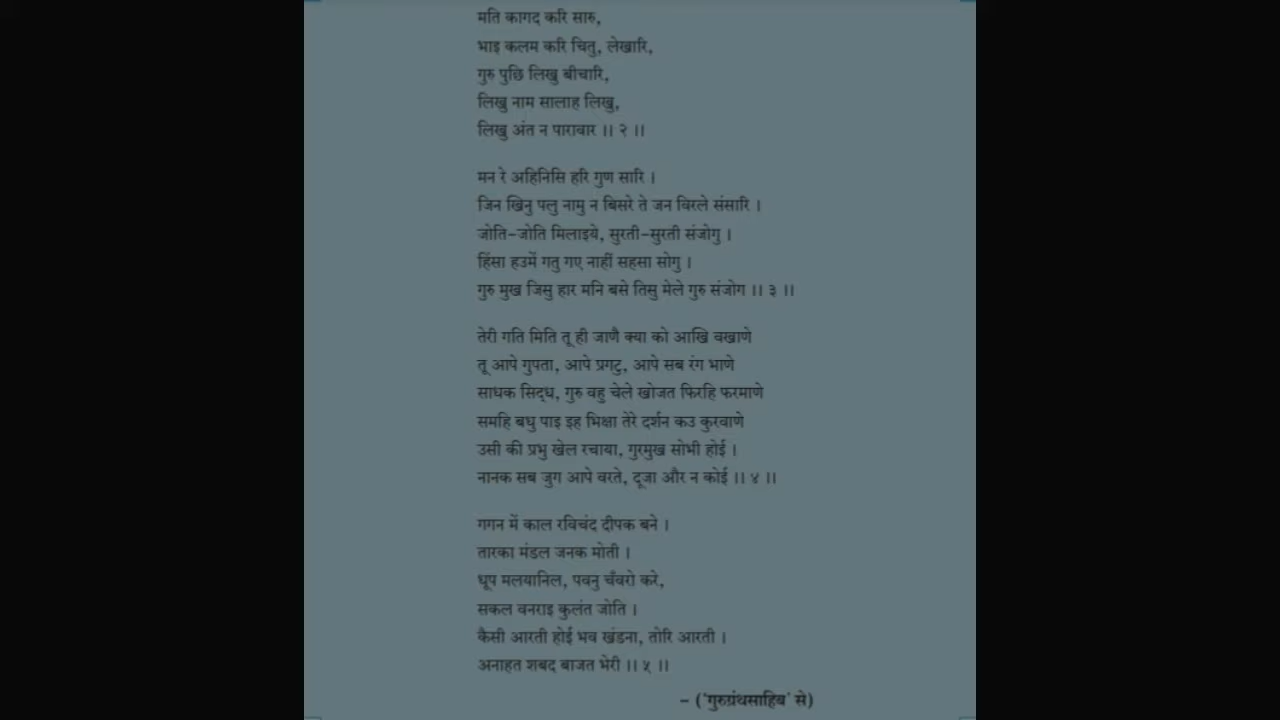 मति कागद करि सारु,
भाइ कलम करि चितु, लेखारि,
गुरु पुछि लिखु बीचारि,
लिखु नाम सालाह लिखु,
लिखु अंत न पारावार ।। २ ।।
मन रे अहिनिसि हरि गुण सारि ।
जिन खिनु पलु नामु न बिसरे ते जन विरले संसारि ।
जोति-जोति मिलाइये, सुरती-सुरती संजोगु ।
हिंसा हउमें गतु गए नाहीं सहसा सोगु ।
गुरु मुख जिसु हार मनि बसे तिसु मेले गुरु संजोग ।। ३ ।।
तेरी गति मिति तू ही जाणै क्या को आखि वखाणे
तू आपे गुपता, आपे प्रगटु, आपे सब रंग भाणे
साधक सिद्ध, गुरु वहु चेले खोजत फिरहि फरमाणे
समहि बधु पाइ इह भिक्षा तेरे दर्शन कउ कुरवाणे
उसी की प्रभु खेल रचाया, गुरमुख सोभी होई ।
नानक सब जुग आपे वरते, दूजा और न कोई ।। ४ ।।
गगन में काल रविचंद दीपक बने ।
तारका मंडल जनक मोती ।
धूप मलयानिल, पवनु चँवरो करे,
सकल वनराइ कुलंत जोति ।
कैसी आरती होई भव खंडना, तोरि आरती ।
अनाहत शबद बाजत भेरी ।। ५ ।।
– ('गुरुग्रंथसाहिब' से)